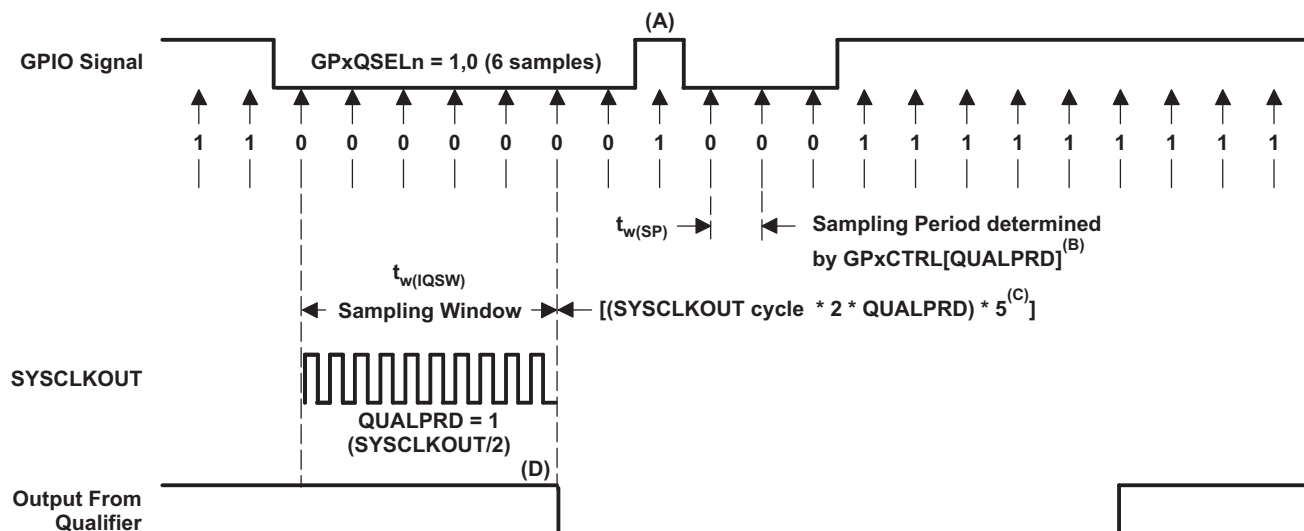 (A)
GPIO Signal
GPxQSELn = 1,0 (6 samples)
1 1 0 0 0 0 0 0 0 1 0 0 0 1 1 1 1 1 1 1 1 1
tw(SP)
Sampling Period determined
by GPxCTRL[QUALPRD](B)
tw(IQSW)
Sampling Window
[(SYSCLKOUT cycle * 2 * QUALPRD) * 5(C)]
SYSCLKOUT
QUALPRD = 1
(SYSCLKOUT/2)
(D)
Output From
Qualifier